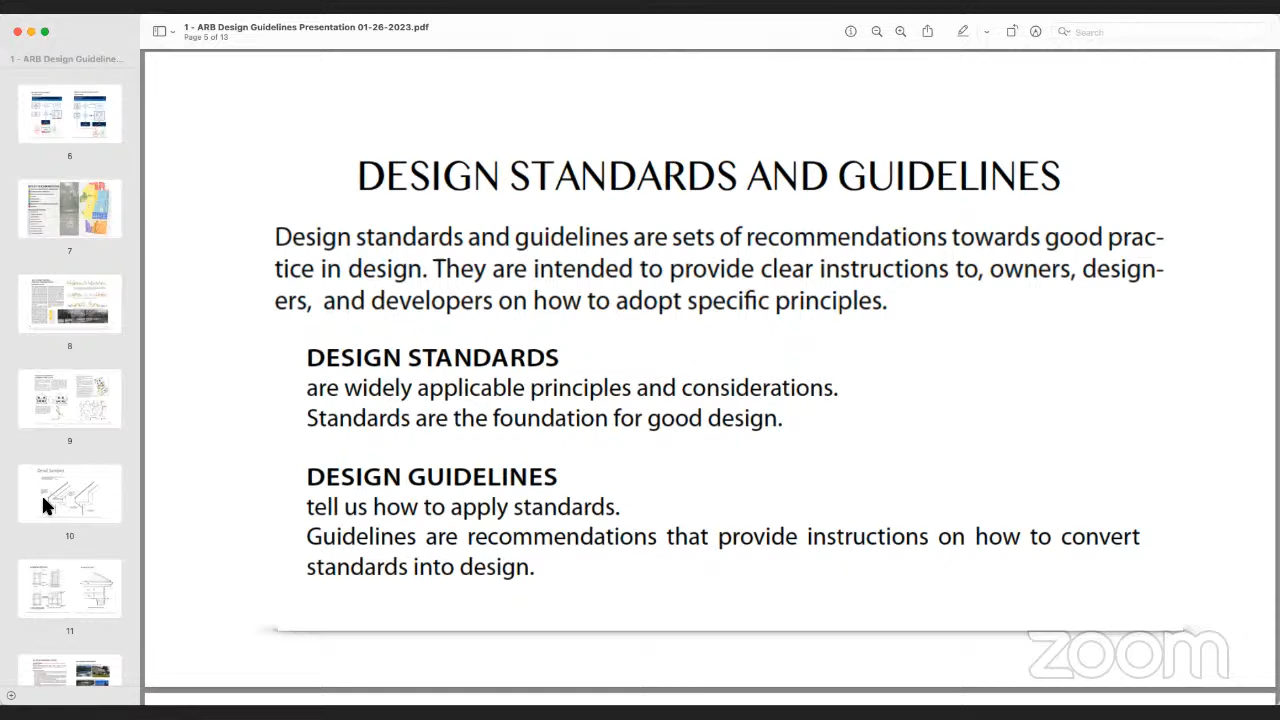 1 - ARB Design Guidelines Presentation 01-26-2023.pdf
Page 5 of 13
Search
1 - ARB Design Guideline...
6
7
8
9
10
11
DESIGN STANDARDS AND GUIDELINES
Design standards and guidelines are sets of recommendations towards good prac-
tice in design. They are intended to provide clear instructions to, owners, design-
ers, and developers on how to adopt specific principles.
DESIGN STANDARDS
are widely applicable principles and considerations.
Standards are the foundation for good design.
DESIGN GUIDELINES
tell us how to apply standards.
Guidelines are recommendations that provide instructions on how to convert
standards into design.
zoom